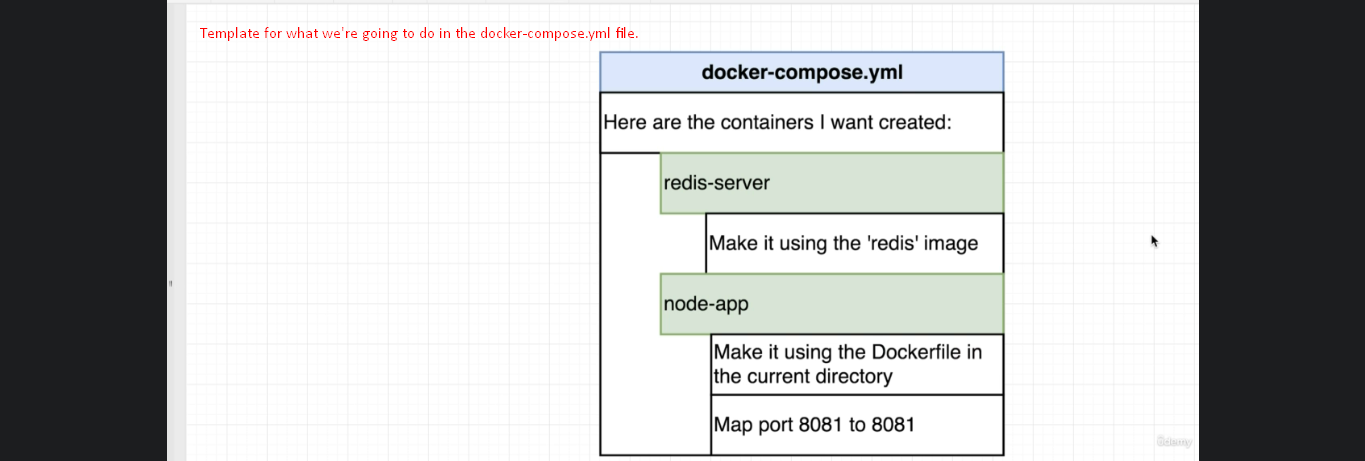 Template for what we're going to do in the docker-compose.yml file.
docker-compose.yml
Here are the containers I want created:
redis-server
Make it using the 'redis' image
node-app
Make it using the Dockerfile in
the current directory
Map port 8081 to 8081
ûdemy